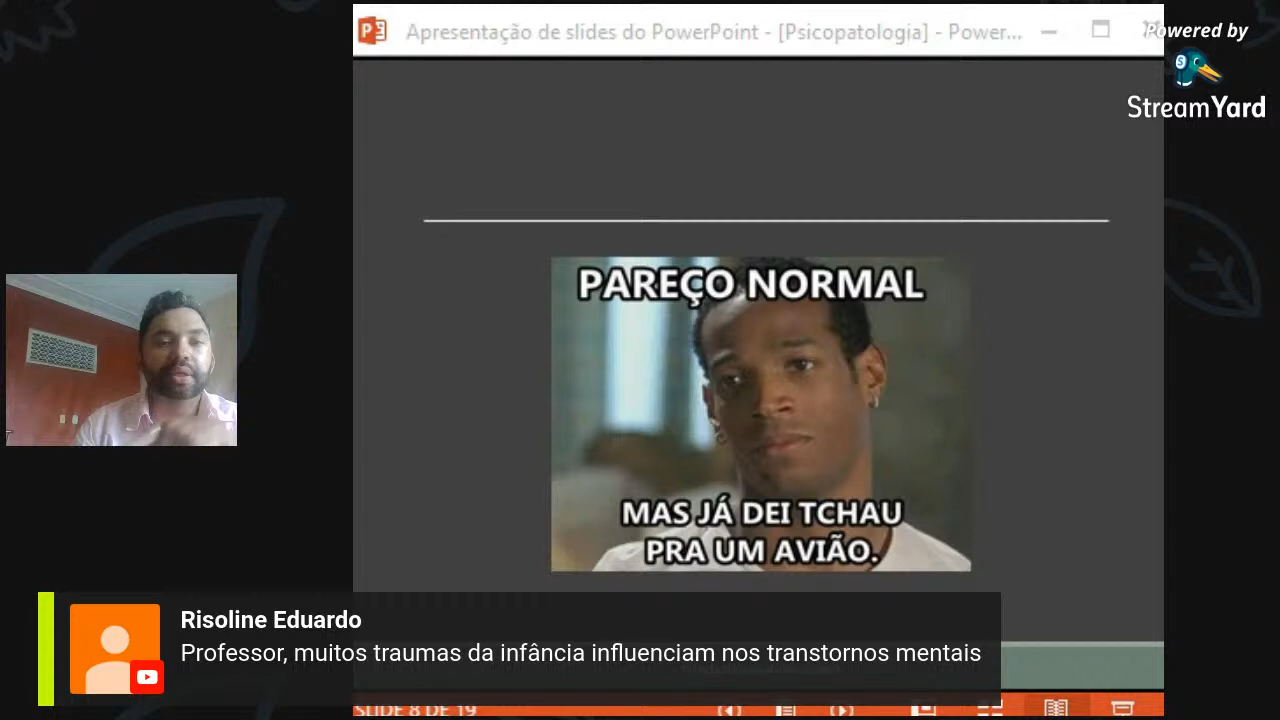 Apresentação de slides do PowerPoint - [Psicopatologia] - Power...
Powered by
StreamYard
PAREÇO NORMAL
MAS JÁ DEI TCHAU
PRA UM AVIÃO.
Risoline Eduardo
Professor, muitos traumas da infância influenciam nos transtornos mentais
SLIDE 8 DE 19